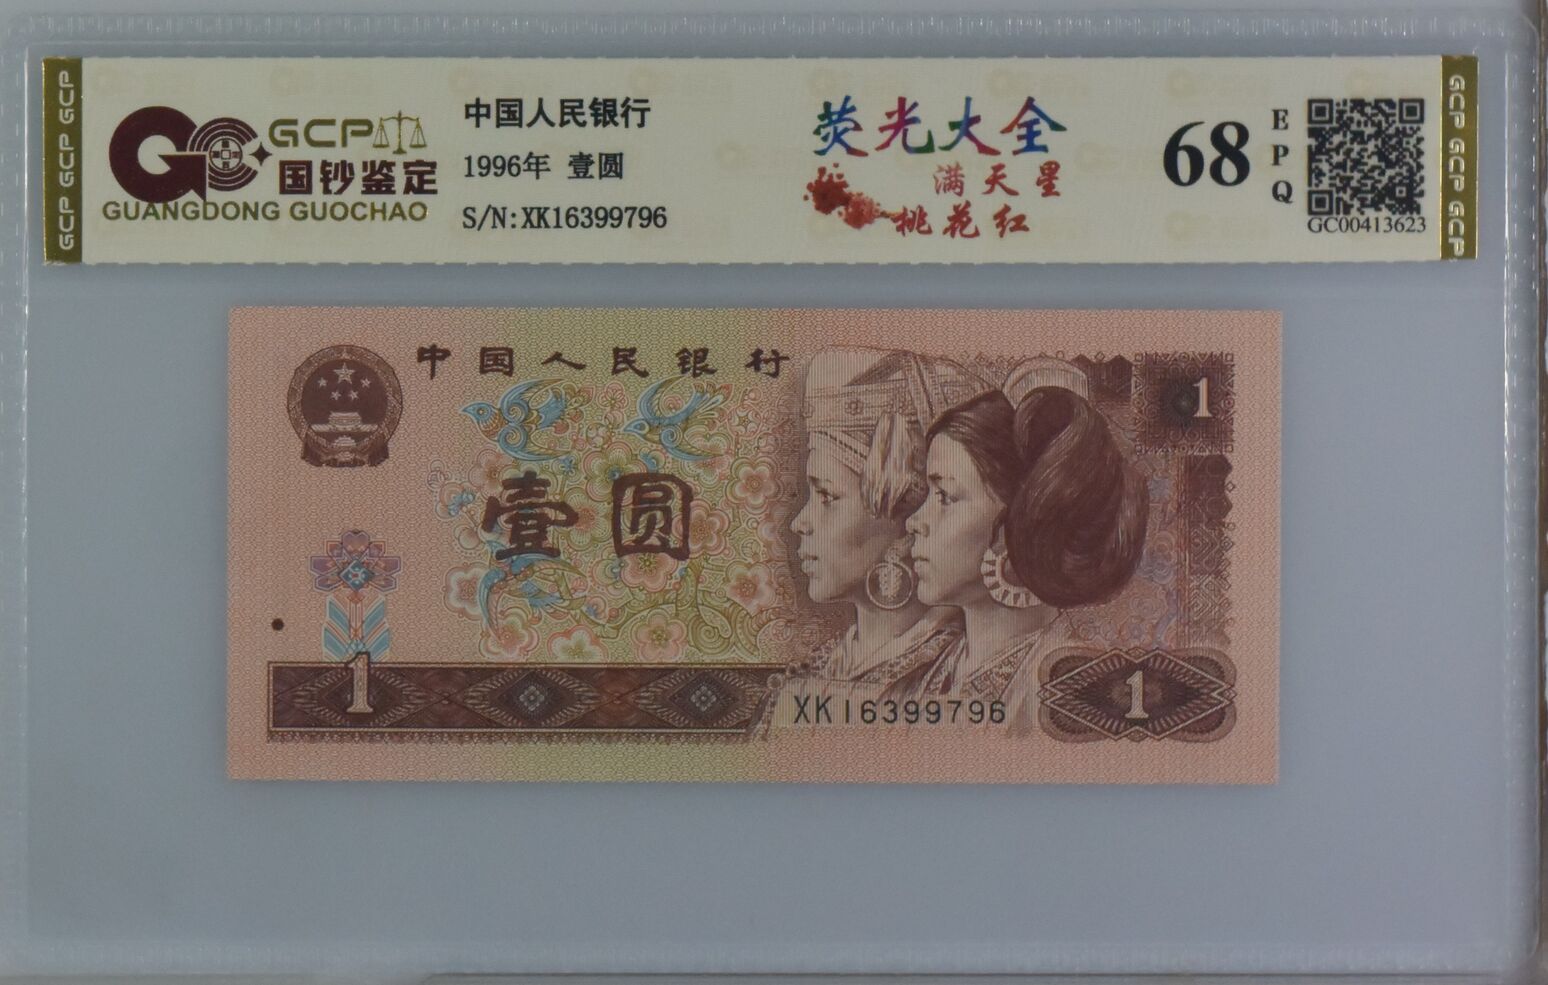 GCP GCP GCP
GCP
国钞鉴定
GUANGDONG GUOCHAO
中国人民银行
1996年 壹圆
S/N:XK16399796
荧光大全
满天星
桃花红
68
EPQ
GC00413623
GCP GCP GCP
中国人民银行
1
壹圆
1
XK16399796
1